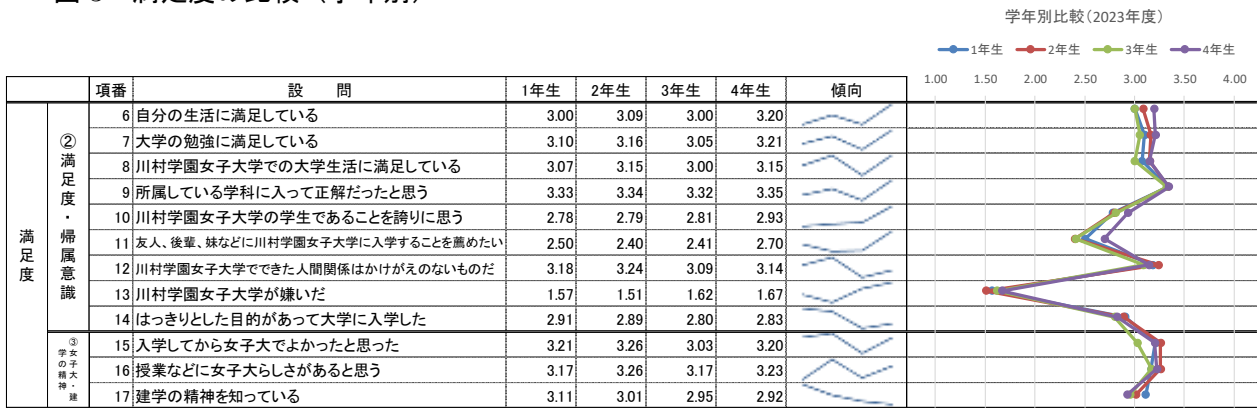 学年別比較(2023年度)
1年生 2年生 3年生 4年生
1.00 1.50 2.00 2.50 3.00 3.50 4.00
項番 設 問 1年生 2年生 3年生 4年生 傾向
満足度
②満足度・帰属意識
6 自分の生活に満足している 3.00 3.09 3.00 3.20
7 大学の勉強に満足している 3.10 3.16 3.05 3.21
8 川村学園女子大学での大学生活に満足している 3.07 3.15 3.00 3.15
9 所属している学科に入って正解だったと思う 3.33 3.34 3.32 3.35
10 川村学園女子大学の学生であることを誇りに思う 2.78 2.79 2.81 2.93
11 友人、後輩、妹などに川村学園女子大学に入学することを薦めたい 2.50 2.40 2.41 2.70
12 川村学園女子大学でできた人間関係はかけがえのないものだ 3.18 3.24 3.09 3.14
13 川村学園女子大学が嫌いだ 1.57 1.51 1.62 1.67
14 はっきりとした目的があって大学に入学した 2.91 2.89 2.80 2.83
③女子大・建学の精神
15 入学してから女子大でよかったと思った 3.21 3.26 3.03 3.20
16 授業などに女子大らしさがあると思う 3.17 3.26 3.17 3.23
17 建学の精神を知っている 3.11 3.01 2.95 2.92